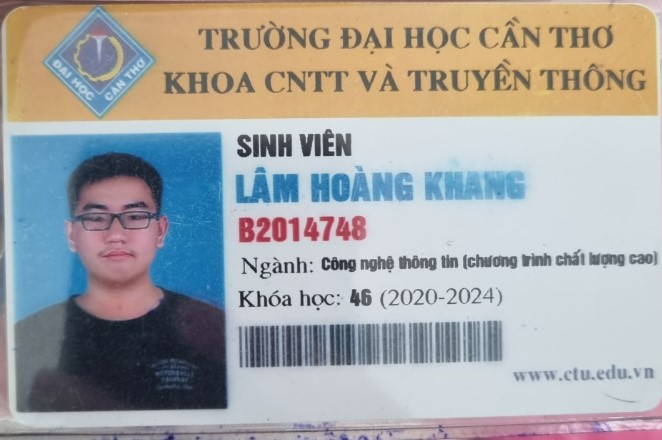 TRƯỜNG ĐẠI HỌC CẦN THƠ
KHOA CNTT VÀ TRUYỀN THÔNG
ĐẠI HỌC CẦN THƠ
SINH VIÊN
LÂM HOÀNG KHANG
B2014748
Ngành: Công nghệ thông tin (chương trình chất lượng cao)
Khóa học: 46 (2020-2024)
www.ctu.edu.vn